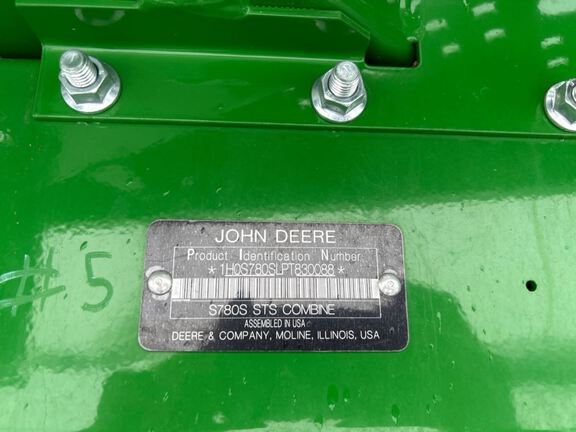 JOHN DEERE
Product Identification Number
*1H0S780SLPT830088*
S780S STS COMBINE
ASSEMBLED IN USA
DEERE & COMPANY, MOLINE, ILLINOIS, USA
#5